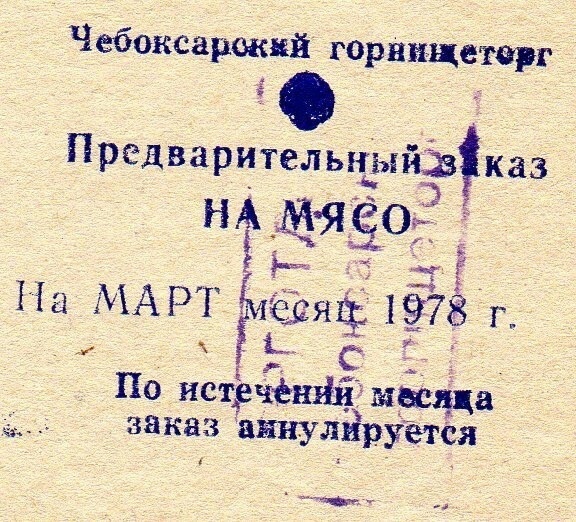 Чебоксарский горпищеторг
Предварительный заказ
НА МЯСО
На МАРТ месяц 1978 г.
По истечении месяца
заказ аннулируется